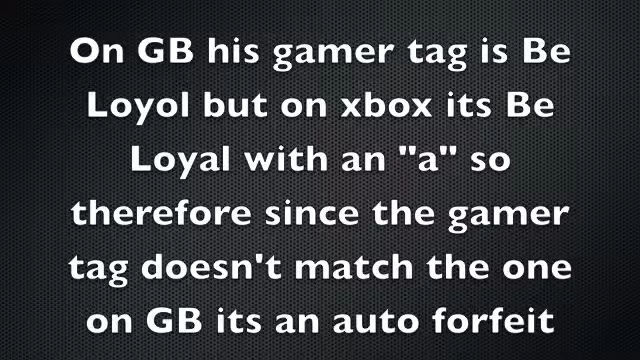 On GB his gamer tag is Be
Loyol but on xbox its Be
Loyal with an "a" so
therefore since the gamer
tag doesn't match the one
on GB its an auto forfeit